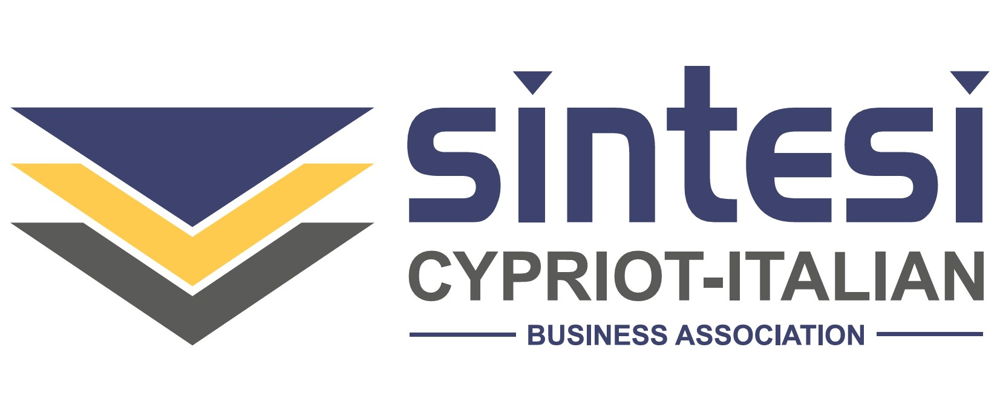 sintesi
CYPRIOT-ITALIAN
BUSINESS ASSOCIATION